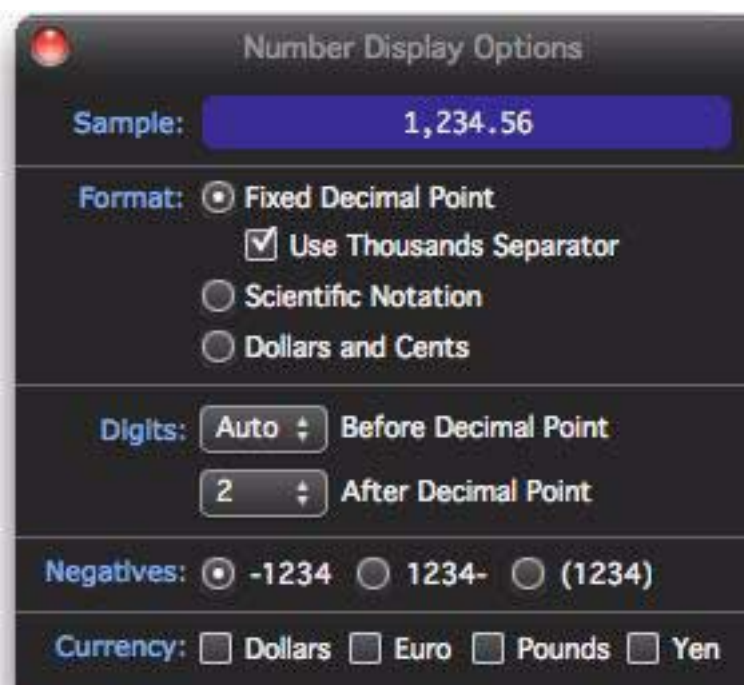 Number Display Options
Sample: 1,234.56
Format: Fixed Decimal Point
Use Thousands Separator
Scientific Notation
Dollars and Cents
Digits: Auto Before Decimal Point
2 After Decimal Point
Negatives: -1234 1234- (1234)
Currency: Dollars Euro Pounds Yen